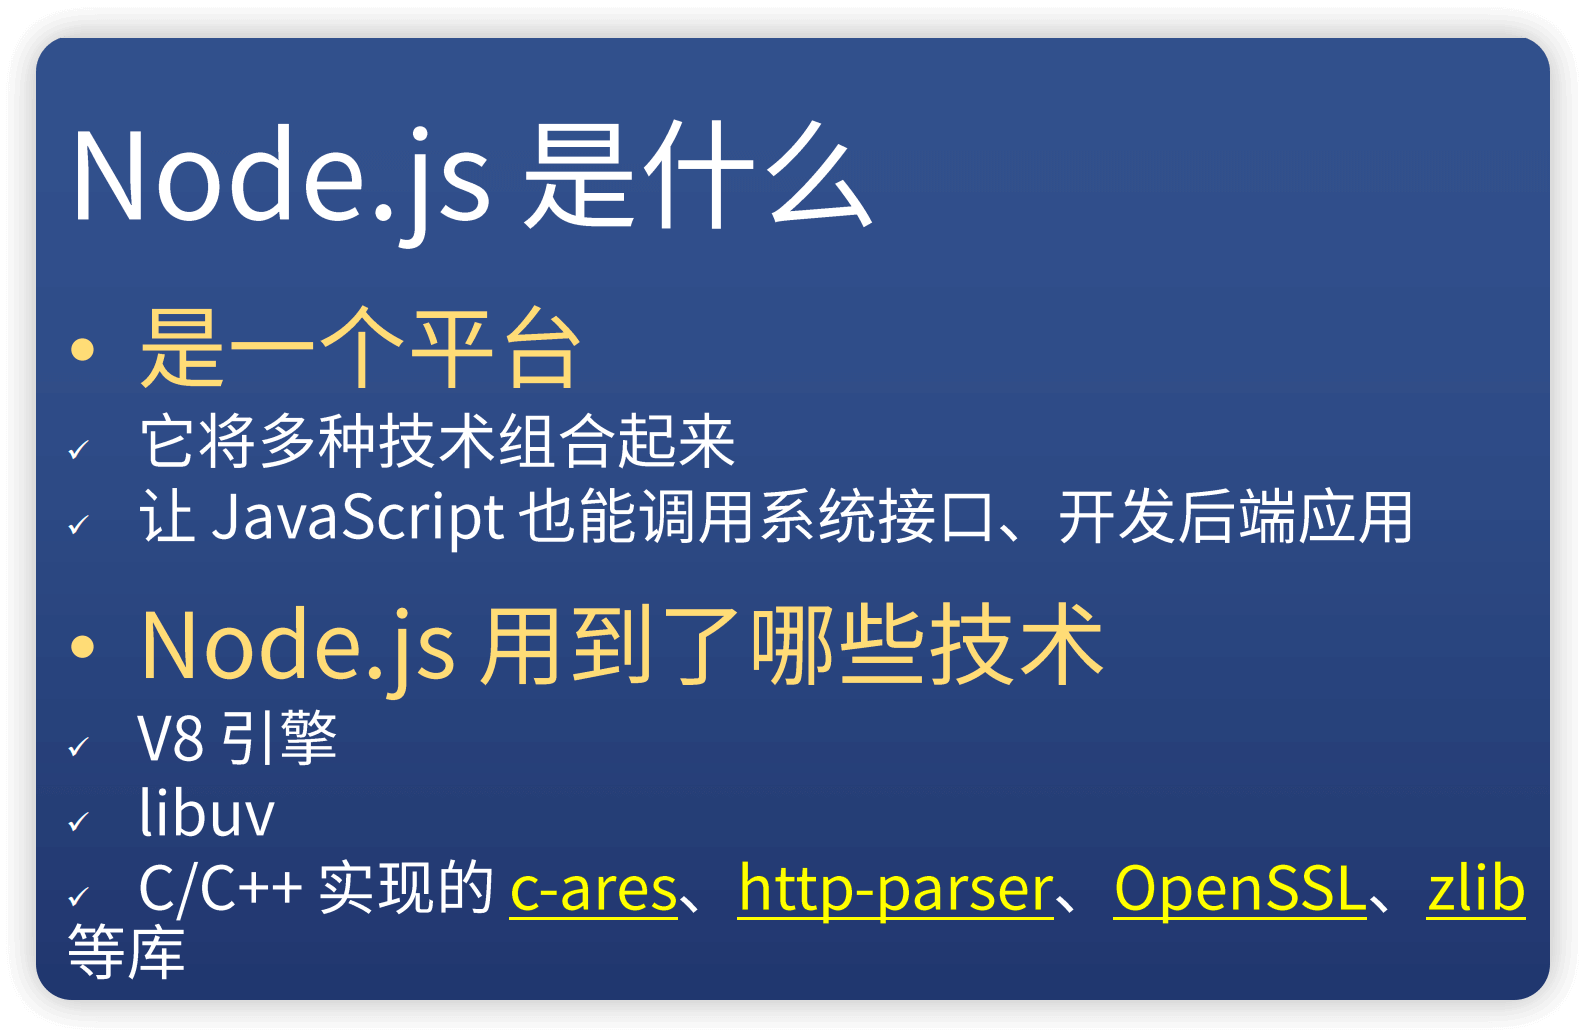 Node.js 是什么
• 是一个平台
✓ 它将多种技术组合起来
✓ 让 JavaScript 也能调用系统接口、开发后端应用
• Node.js 用到了哪些技术
✓ V8 引擎
✓ libuv
✓ C/C++ 实现的 c-ares、http-parser、OpenSSL、zlib
等库